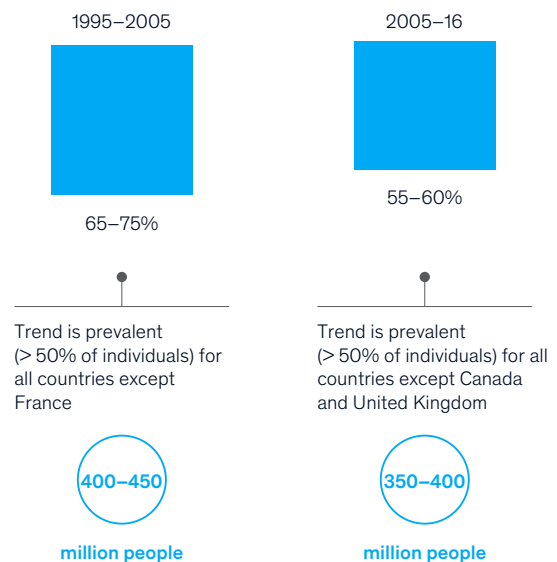 1995–2005
65–75%
Trend is prevalent
(> 50% of individuals) for
all countries except
France
400–450
million people
2005–16
55–60%
Trend is prevalent
(> 50% of individuals) for all
countries except Canada
and United Kingdom
350–400
million people